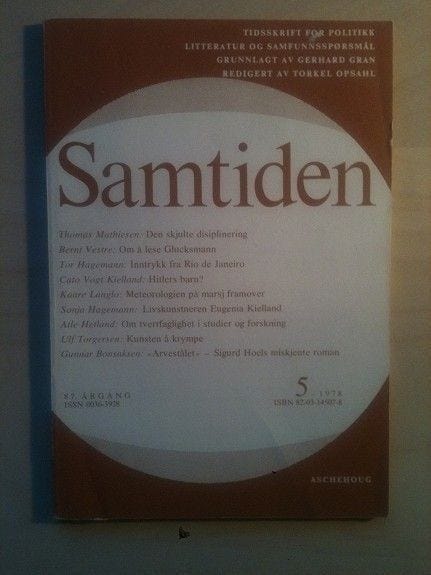 TIDSSKRIFT FOR POLITIKK
LITTERATUR OG SAMFUNNSSPØRSMÅL
GRUNNLAGT AV GERHARD GRAN
REDIGERT AV TORKEL OPSAHL
Samtiden
Thomas Mathiesen: Den skjulte disiplinering
Bernt Vestre: Om å lese Glucksmann
Tor Hagemann: Inntrykk fra Rio de Janeiro
Cato Vogt Kielland: Hitlers barn?
Kaare Langlo: Meteorologien på marsj framover
Sonja Hagemann: Livskunstneren Eugenia Kielland
Atle Hetland: Om tverrfaglighet i studier og forskning
Ulf Torgersen: Kunsten å krympe
Gunnar Bonsaksen: «Arvestålet» – Sigurd Hoels miskjente roman
87. ÅRGANG
ISSN 0036-3928
5 – 1978
ISBN 82-03-14507-8
ASCHEHOUG